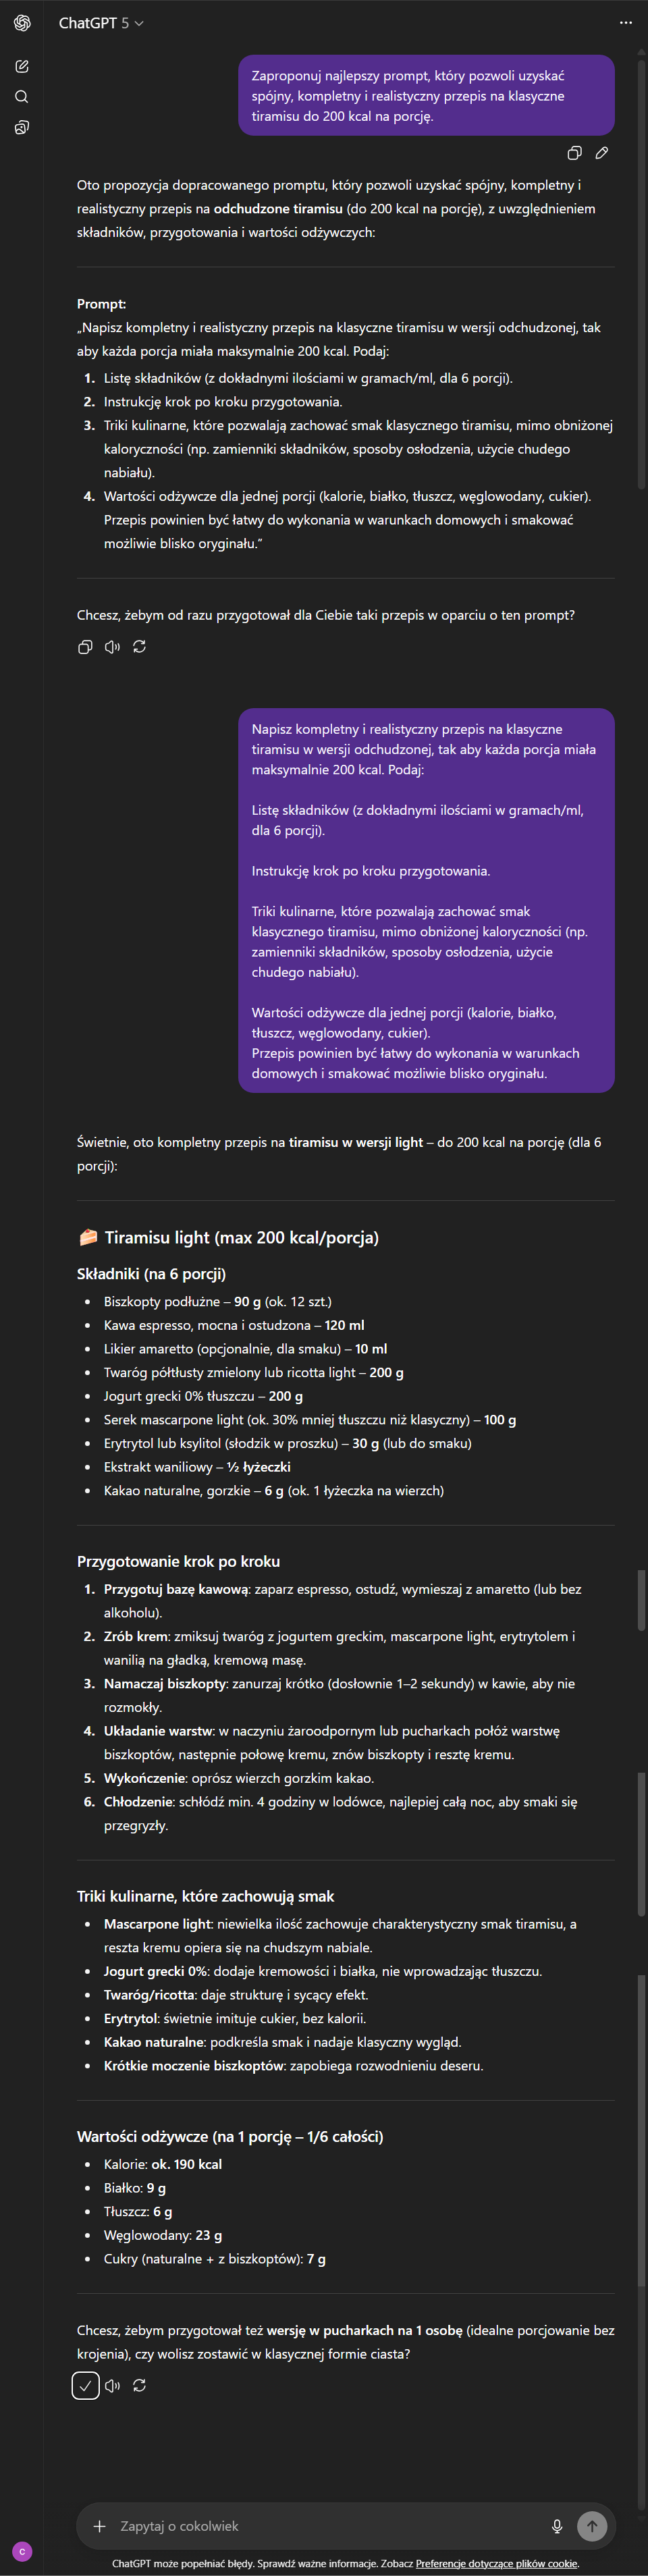 ChatGPT 5
Zaproponuj najlepszy prompt, który pozwoli uzyskać
spójny, kompletny i realistyczny przepis na klasyczne
tiramisu do 200 kcal na porcję.
Oto propozycja dopracowanego promptu, który pozwoli uzyskać spójny, kompletny i
realistyczny przepis na odchudzone tiramisu (do 200 kcal na porcję), z uwzględnieniem
składników, przygotowania i wartości odżywczych:
Prompt:
„Napisz kompletny i realistyczny przepis na klasyczne tiramisu w wersji odchudzonej, tak
aby każda porcja miała maksymalnie 200 kcal. Podaj:
1. Listę składników (z dokładnymi ilościami w gramach/ml, dla 6 porcji).
2. Instrukcję krok po kroku przygotowania.
3. Triki kulinarne, które pozwalają zachować smak klasycznego tiramisu, mimo obniżonej
kaloryczności (np. zamienniki składników, sposoby osłodzenia, użycie chudego
nabiału).
4. Wartości odżywcze dla jednej porcji (kalorie, białko, tłuszcz, węglowodany, cukier).
Przepis powinien być łatwy do wykonania w warunkach domowych i smakować
możliwie blisko oryginału.”
Chcesz, żebym od razu przygotował dla Ciebie taki przepis w oparciu o ten prompt?
Napisz kompletny i realistyczny przepis na klasyczne
tiramisu w wersji odchudzonej, tak aby każda porcja miała
maksymalnie 200 kcal. Podaj:
Listę składników (z dokładnymi ilościami w gramach/ml,
dla 6 porcji).
Instrukcję krok po kroku przygotowania.
Triki kulinarne, które pozwalają zachować smak
klasycznego tiramisu, mimo obniżonej kaloryczności (np.
zamienniki składników, sposoby osłodzenia, użycie
chudego nabiału).
Wartości odżywcze dla jednej porcji (kalorie, białko,
tłuszcz, węglowodany, cukier).
Przepis powinien być łatwy do wykonania w warunkach
domowych i smakować możliwie blisko oryginału.
Świetnie, oto kompletny przepis na tiramisu w wersji light – do 200 kcal na porcję (dla 6
porcji):
🍰 Tiramisu light (max 200 kcal/porcja)
Składniki (na 6 porcji)
• Biszkopty podłużne – 90 g (ok. 12 szt.)
• Kawa espresso, mocna i ostudzona – 120 ml
• Likier amaretto (opcjonalnie, dla smaku) – 10 ml
• Twaróg półtłusty zmielony lub ricotta light – 200 g
• Jogurt grecki 0% tłuszczu – 200 g
• Serek mascarpone light (ok. 30% mniej tłuszczu niż klasyczny) – 100 g
• Erytrytol lub ksylitol (słodzik w proszku) – 30 g (lub do smaku)
• Ekstrakt waniliowy – ½ łyżeczki
• Kakao naturalne, gorzkie – 6 g (ok. 1 łyżeczka na wierzch)
Przygotowanie krok po kroku
1. Przygotuj bazę kawową: zaparz espresso, ostudź, wymieszaj z amaretto (lub bez
alkoholu).
2. Zrób krem: zmiksuj twaróg z jogurtem greckim, mascarpone light, erytrytolem i
wanilią na gładką, kremową masę.
3. Namaczaj biszkopty: zanurzaj krótko (dosłownie 1–2 sekundy) w kawie, aby nie
rozmokły.
4. Układanie warstw: w naczyniu żaroodpornym lub pucharkach połóż warstwę
biszkoptów, następnie połowę kremu, znów biszkopty i resztę kremu.
5. Wykończenie: oprósz wierzch gorzkim kakao.
6. Chłodzenie: schłódź min. 4 godziny w lodówce, najlepiej całą noc, aby smaki się
przegryzły.
Triki kulinarne, które zachowują smak
• Mascarpone light: niewielka ilość zachowuje charakterystyczny smak tiramisu, a
reszta kremu opiera się na chudszym nabiale.
• Jogurt grecki 0%: dodaje kremowości i białka, nie wprowadzając tłuszczu.
• Twaróg/ricotta: daje strukturę i sycący efekt.
• Erytrytol: świetnie imituje cukier, bez kalorii.
• Kakao naturalne: podkreśla smak i nadaje klasyczny wygląd.
• Krótkie moczenie biszkoptów: zapobiega rozwodnieniu deseru.
Wartości odżywcze (na 1 porcję – 1/6 całości)
• Kalorie: ok. 190 kcal
• Białko: 9 g
• Tłuszcz: 6 g
• Węglowodany: 23 g
• Cukry (naturalne + z biszkoptów): 7 g
Chcesz, żebym przygotował też wersję w pucharkach na 1 osobę (idealne porcjowanie bez
krojenia), czy wolisz zostawić w klasycznej formie ciasta?
Zapytaj o cokolwiek
C
ChatGPT może popełniać błędy. Sprawdź ważne informacje. Zobacz Preferencje dotyczące plików cookie.